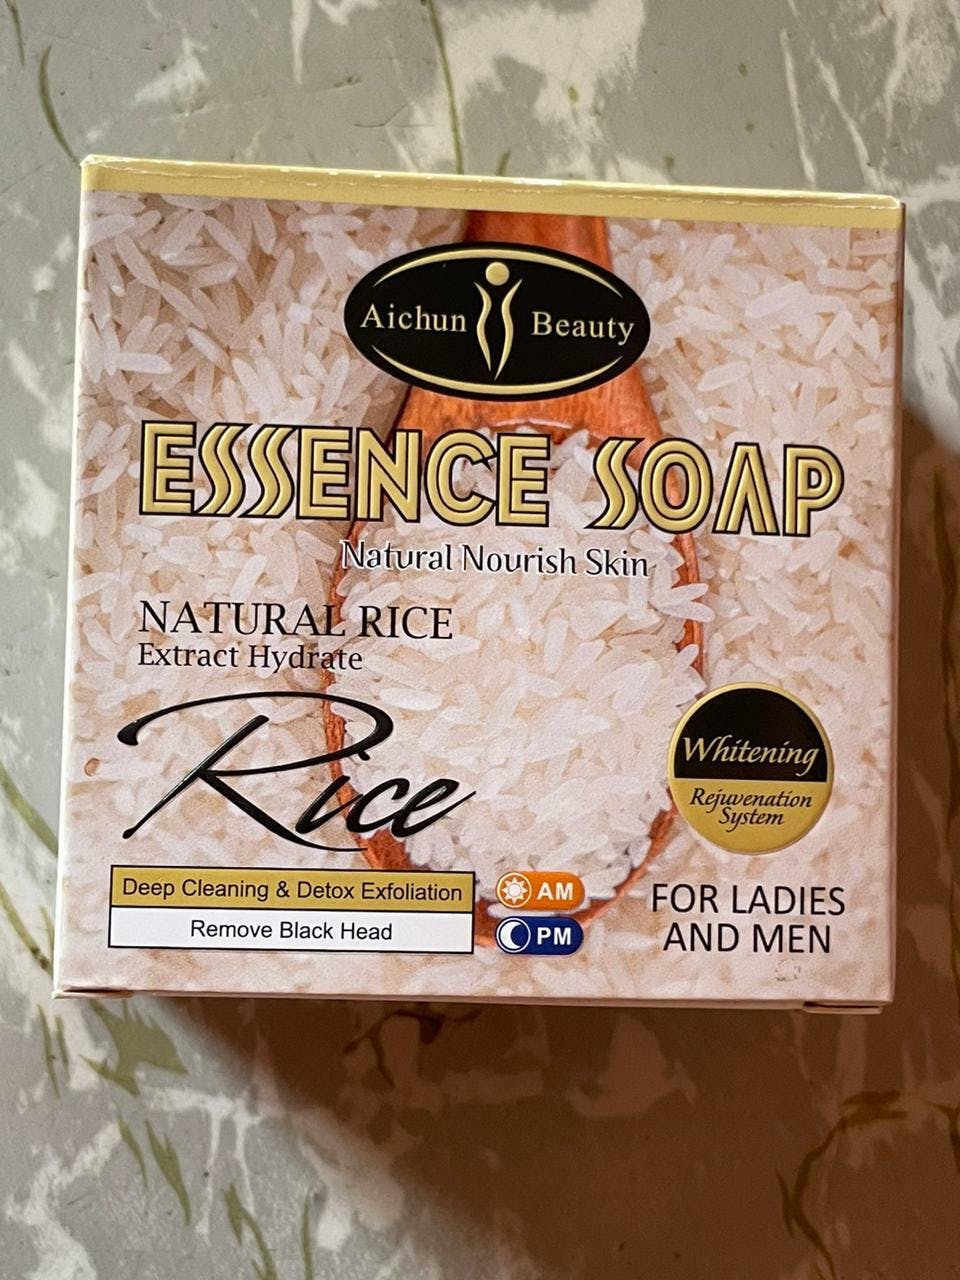 Aichun Beauty
ESSENCE SOAP
Natural Nourish Skin
NATURAL RICE
Extract Hydrate
Rice
Whitening
Rejuvenation
System
Deep Cleaning & Detox Exfoliation
Remove Black Head
AM
PM
FOR LADIES
AND MEN